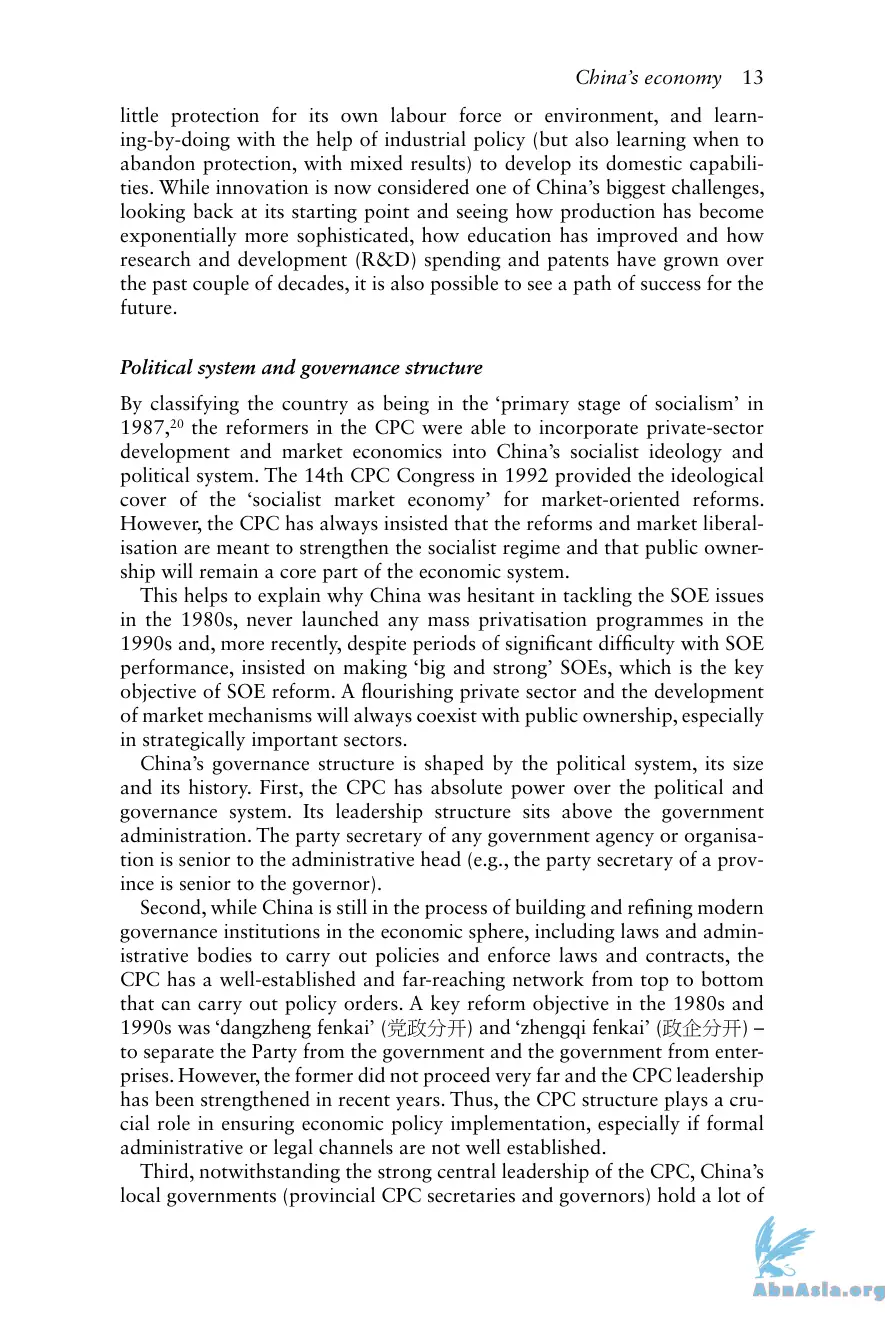 China’s economy 13
little protection for its own labour force or environment, and learn-
ing-by-doing with the help of industrial policy (but also learning when to
abandon protection, with mixed results) to develop its domestic capabili-
ties. While innovation is now considered one of China’s biggest challenges,
looking back at its starting point and seeing how production has become
exponentially more sophisticated, how education has improved and how
research and development (R&D) spending and patents have grown over
the past couple of decades, it is also possible to see a path of success for the
future.
Political system and governance structure
By classifying the country as being in the ‘primary stage of socialism’ in
1987,²⁰ the reformers in the CPC were able to incorporate private-sector
development and market economics into China’s socialist ideology and
political system. The 14th CPC Congress in 1992 provided the ideological
cover of the ‘socialist market economy’ for market-oriented reforms.
However, the CPC has always insisted that the reforms and market liberal-
isation are meant to strengthen the socialist regime and that public owner-
ship will remain a core part of the economic system.
This helps to explain why China was hesitant in tackling the SOE issues
in the 1980s, never launched any mass privatisation programmes in the
1990s and, more recently, despite periods of significant difficulty with SOE
performance, insisted on making ‘big and strong’ SOEs, which is the key
objective of SOE reform. A flourishing private sector and the development
of market mechanisms will always coexist with public ownership, especially
in strategically important sectors.
China’s governance structure is shaped by the political system, its size
and its history. First, the CPC has absolute power over the political and
governance system. Its leadership structure sits above the government
administration. The party secretary of any government agency or organisa-
tion is senior to the administrative head (e.g., the party secretary of a prov-
ince is senior to the governor).
Second, while China is still in the process of building and refining modern
governance institutions in the economic sphere, including laws and admin-
istrative bodies to carry out policies and enforce laws and contracts, the
CPC has a well-established and far-reaching network from top to bottom
that can carry out policy orders. A key reform objective in the 1980s and
1990s was ‘dangzheng fenkai’ (党政分开) and ‘zhengqi fenkai’ (政企分开) –
to separate the Party from the government and the government from enter-
prises. However, the former did not proceed very far and the CPC leadership
has been strengthened in recent years. Thus, the CPC structure plays a cru-
cial role in ensuring economic policy implementation, especially if formal
administrative or legal channels are not well established.
Third, notwithstanding the strong central leadership of the CPC, China’s
local governments (provincial CPC secretaries and governors) hold a lot of
AbnAsia.org